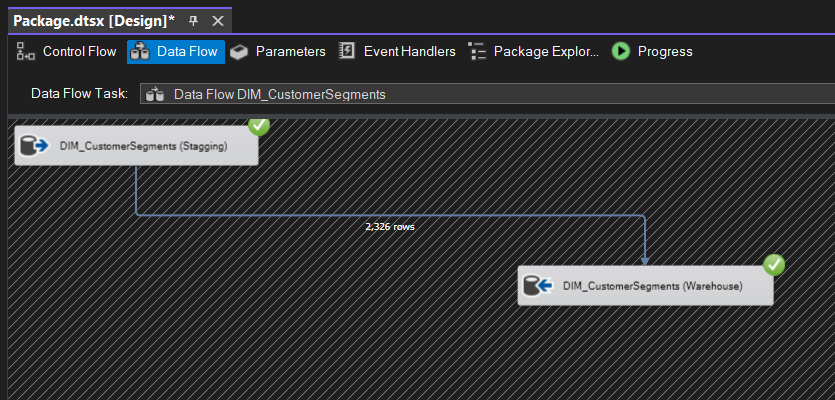 Package.dtsx [Design]*
Control Flow Data Flow Parameters Event Handlers Package Explor... Progress
Data Flow Task: Data Flow DIM_CustomerSegments
DIM_CustomerSegments (Stagging)
2,326 rows
DIM_CustomerSegments (Warehouse)